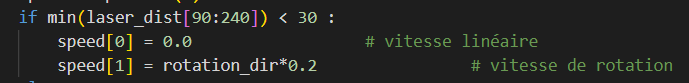 if min(laser_dist[90:240]) < 30 :
speed[0] = 0.0 # vitesse linéaire
speed[1] = rotation_dir*0.2 # vitesse de rotation